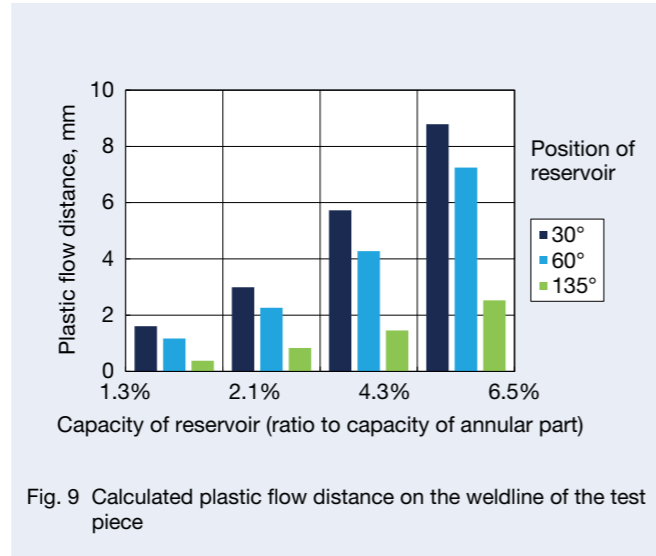 Plastic flow distance, mm
10
8
6
4
2
0
1.3%
2.1%
4.3%
6.5%
Capacity of reservoir (ratio to capacity of annular part)
Position of
reservoir
30°
60°
135°
Fig. 9 Calculated plastic flow distance on the weldline of the test
piece